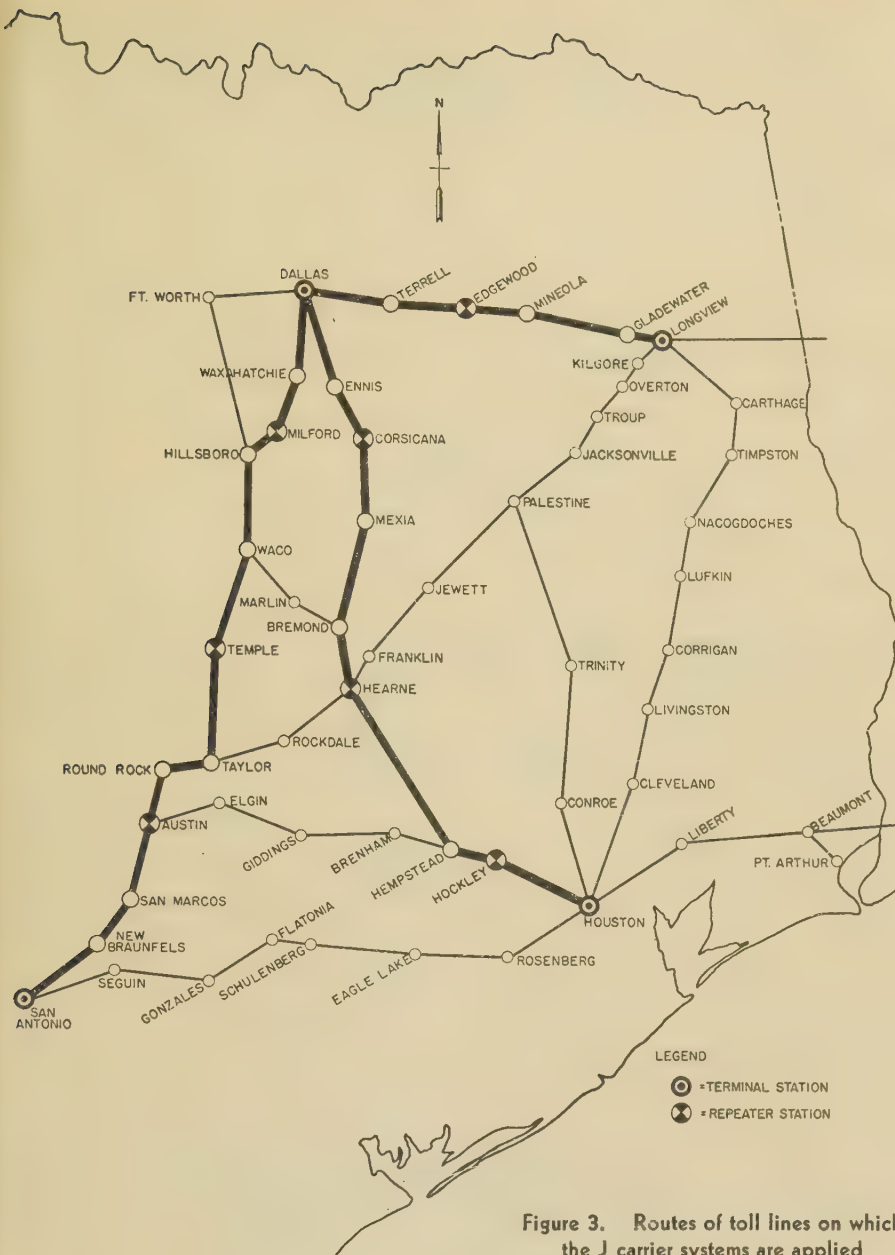 N
DALLAS
FT. WORTH
TERRELL
EDGEWOOD
MINEOLA
GLADEWATER
LONGVIEW
KILGORE
WAXAHATCHIE
ENNIS
OVERTON
CARTHAGE
TROUP
MILFORD
CORSICANA
HILLSBORO
JACKSONVILLE
TIMPSTON
PALESTINE
MEXIA
NACOGDOCHES
WACO
LUFKIN
JEWETT
MARLIN
BREMOND
TEMPLE
FRANKLIN
CORRIGAN
TRINITY
HEARNE
LIVINGSTON
ROCKDALE
ROUND ROCK
TAYLOR
CLEVELAND
ELGIN
CONROE
AUSTIN
LIBERTY
BEAUMONT
GIDDINGS
BRENHAM
HEMPSTEAD
HOCKLEY
PT. ARTHUR
SAN MARCOS
HOUSTON
FLATONIA
NEW
BRAUNFELS
SCHULENBERG
EAGLE LAKE
ROSENBERG
SEGUIN
GONZALES
SAN
ANTONIO
LEGEND
=TERMINAL STATION
=REPEATER STATION
Figure 3. Routes of toll lines on which
the J carrier systems are applied